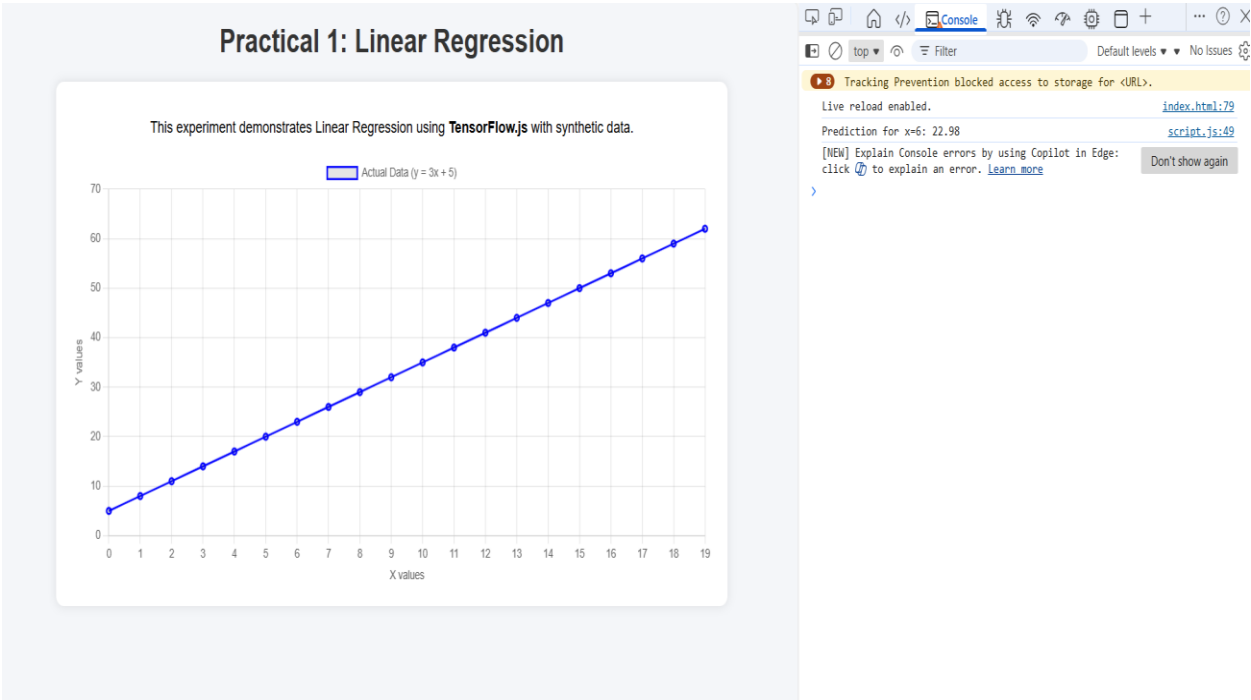 Practical 1: Linear Regression
This experiment demonstrates Linear Regression using TensorFlow.js with synthetic data.
Actual Data (y = 3x + 5)
70
60
50
40
30
20
10
0
Y values
0 1 2 3 4 5 6 7 8 9 10 11 12 13 14 15 16 17 18 19
X values
Console
top Filter Default levels No Issues
8 Tracking Prevention blocked access to storage for <URL>.
Live reload enabled. index.html:79
Prediction for x=6: 22.98 script.js:49
[NEW] Explain Console errors by using Copilot in Edge:
click to explain an error. Learn more
Don't show again